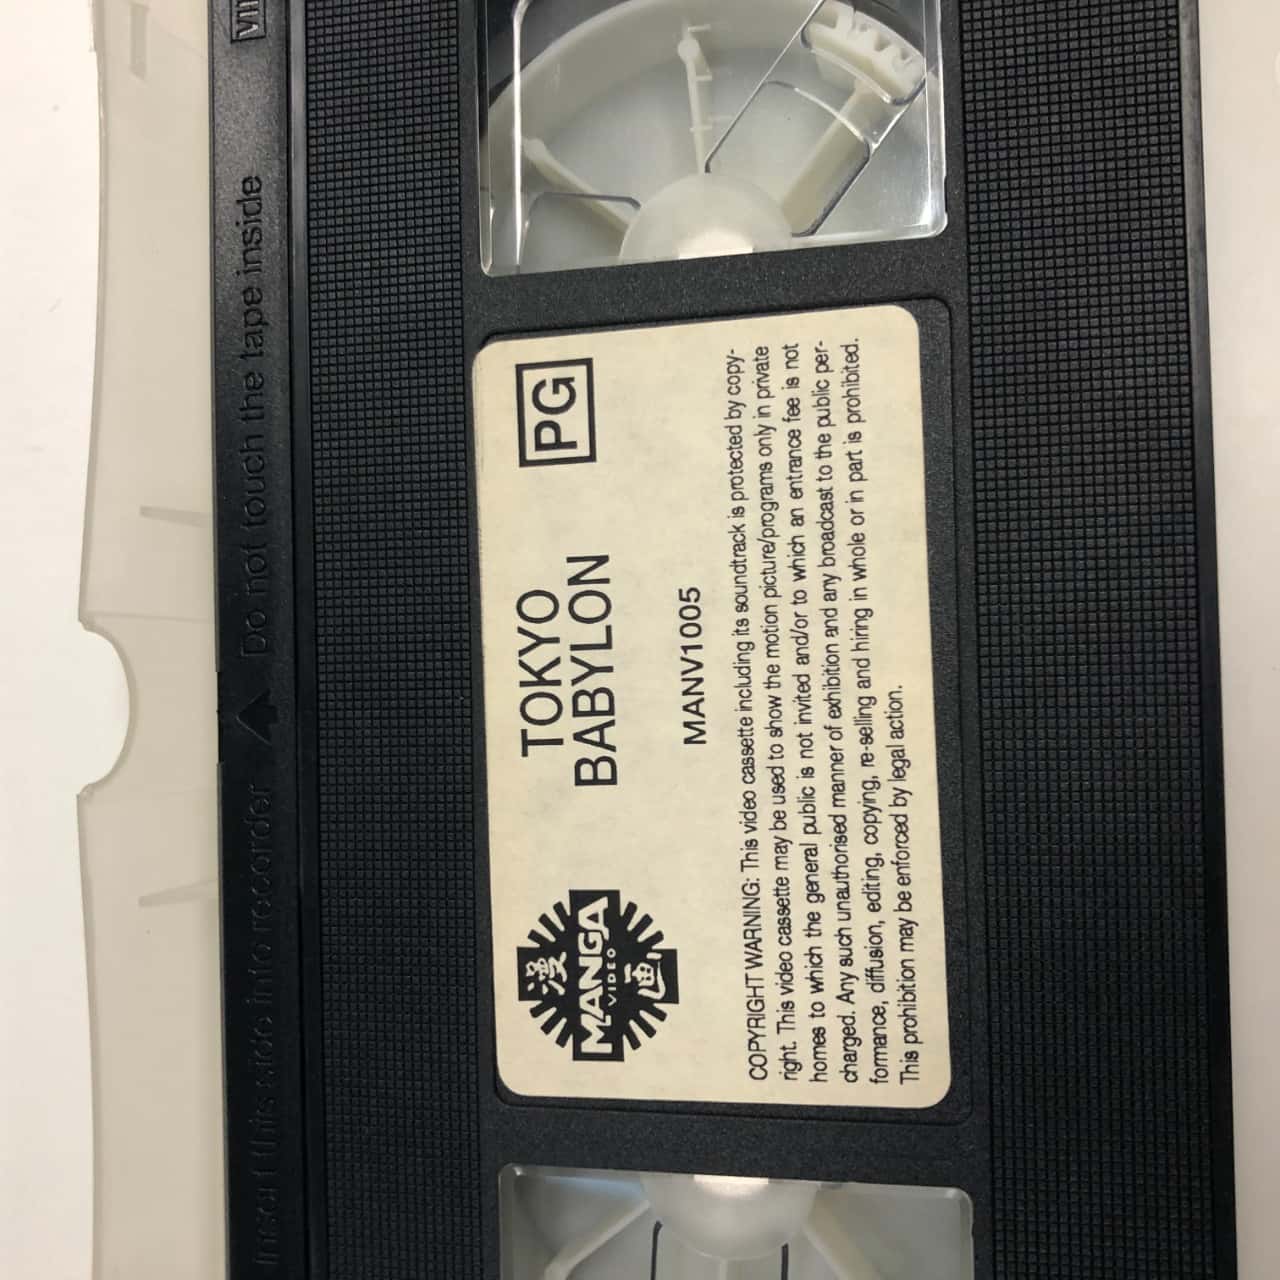 Insert this side into recorder ▲ Do not touch the tape inside
漫
MANGA
VIDEO
画
TOKYO
BABYLON
PG
MANV1005
COPYRIGHT WARNING: This video cassette including its soundtrack is protected by copy-
right. This video cassette may be used to show the motion picture/programs only in private
homes to which the general public is not invited and/or to which an entrance fee is not
charged. Any such unauthorised manner of exhibition and any broadcast to the public per-
formance, diffusion, editing, copying, re-selling and hiring in whole or in part is prohibited.
This prohibition may be enforced by legal action.